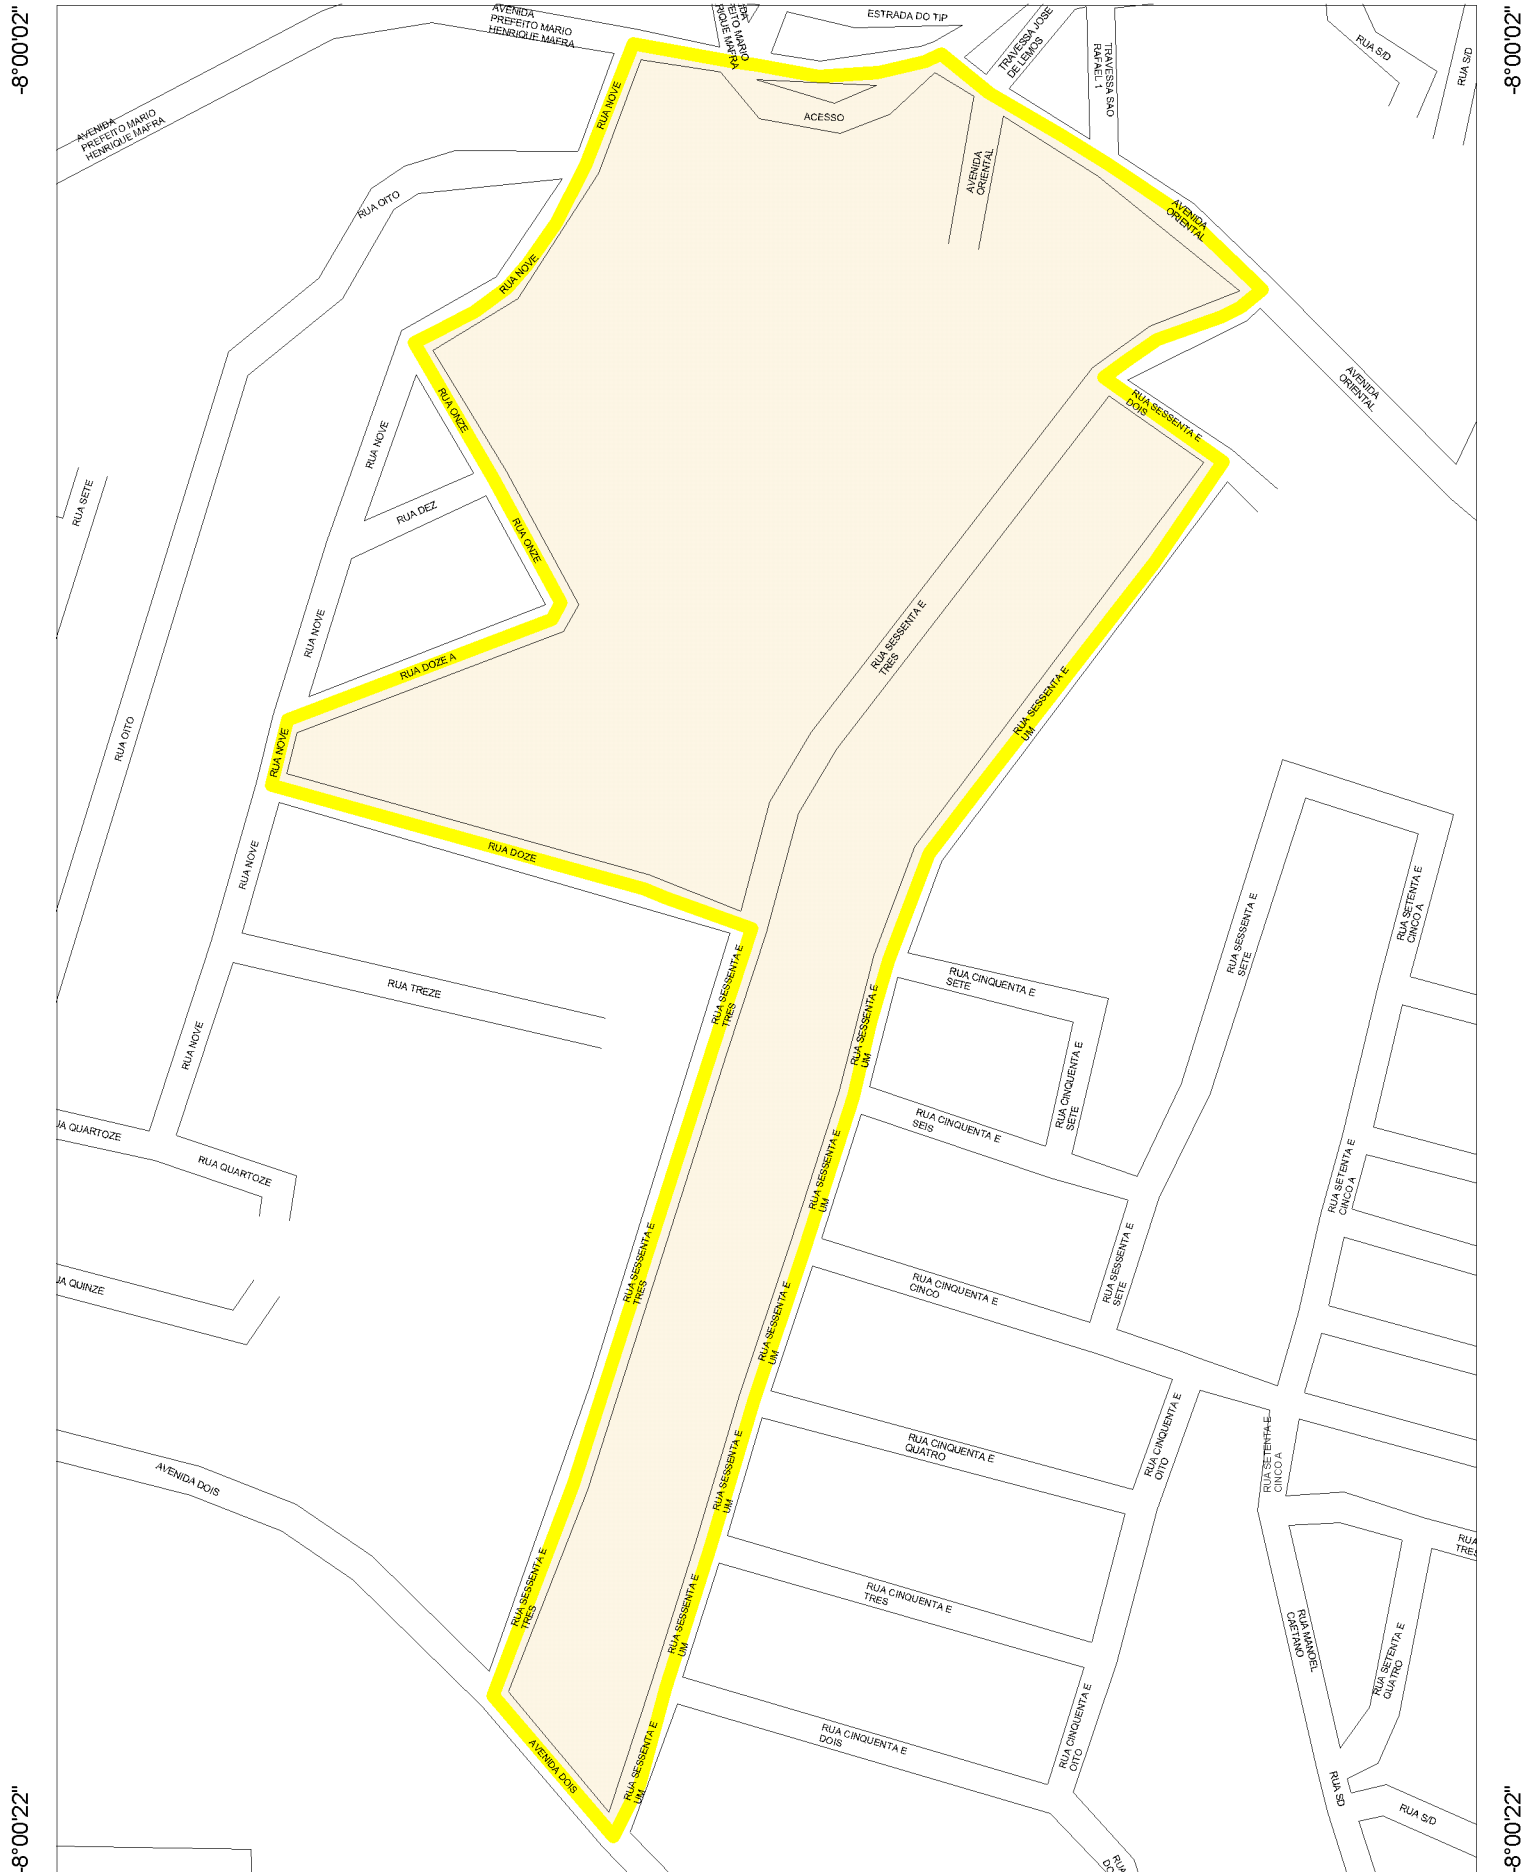 -8°00'02"
-8°00'02"
AVENIDA
PREFEITO MARIO
HENRIQUE MAFRA
ESTRADA DO TIP
TRAVESSA JOSE
DE LEMOS
TRAVESSA SAO
RAFAEL 1
RUA S/D
RUA S/D
AVENIDA
PREFEITO MARIO
HENRIQUE MAFRA
RUA NOVE
ACESSO
AVENIDA
ORIENTAL
RUA OITO
AVENIDA
ORIENTAL
RUA NOVE
AVENIDA
ORIENTAL
RUA ONZE
RUA SESSENTA E
DOIS
RUA NOVE
RUA SETE
RUA DEZ
RUA ONZE
RUA NOVE
RUA SESSENTA E
TRES
RUA DOZE A
RUA SESSENTA E
UM
RUA OITO
RUA NOVE
RUA DOZE
RUA NOVE
RUA SESSENTA E
SETE
RUA SETENTA E
CINCO A
RUA TREZE
RUA SESSENTA E
TRES
RUA CINQUENTA E
SETE
RUA NOVE
RUA SESSENTA E
UM
RUA CINQUENTA E
SETE
RUA CINQUENTA E
SEIS
UA QUARTOZE
RUA QUARTOZE
RUA SESSENTA E
UM
RUA SETENTA E
CINCO A
RUA SESSENTA E
TRES
RUA SESSENTA E
SETE
UA QUINZE
RUA CINQUENTA E
CINCO
RUA SESSENTA E
UM
RUA CINQUENTA E
QUATRO
RUA CINQUENTA E
OITO
RUA SETENTA E
CINCO A
AVENIDA DOIS
RUA SESSENTA E
UM
RUA
TRES
RUA SESSENTA E
TRES
RUA CINQUENTA E
TRES
RUA SESSENTA E
UM
RUA MANOEL
CAETANO
RUA SETENTA E
QUATRO
RUA CINQUENTA E
DOIS
RUA CINQUENTA E
OITO
AVENIDA DOIS
RUA SESSENTA E
UM
RUA SD
RUA S/D
-8°00'22"
-8°00'22"
RUA